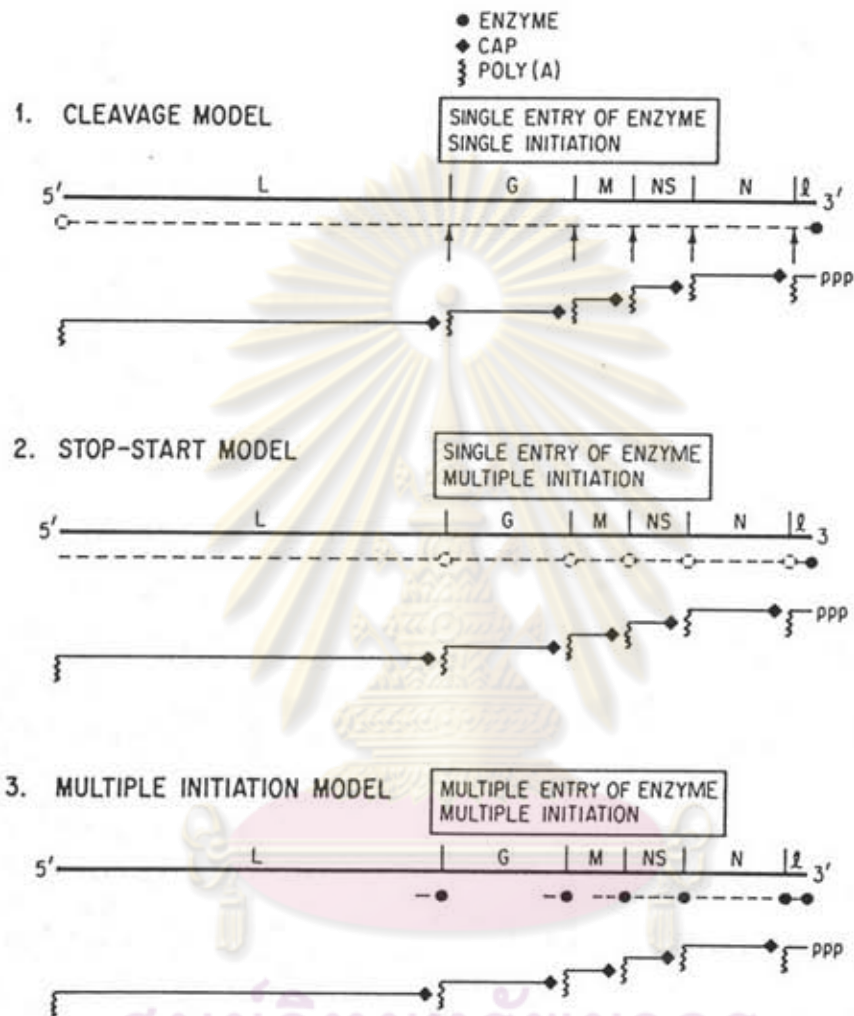 ENZYME
CAP
POLY(A)
1. CLEAVAGE MODEL
SINGLE ENTRY OF ENZYME
SINGLE INITIATION
L G M NS N ℓ
5' 3'
ppp
2. STOP-START MODEL
SINGLE ENTRY OF ENZYME
MULTIPLE INITIATION
L G M NS N ℓ
5' 3
ppp
3. MULTIPLE INITIATION MODEL
MULTIPLE ENTRY OF ENZYME
MULTIPLE INITIATION
L G M NS N ℓ
5' 3'
ppp